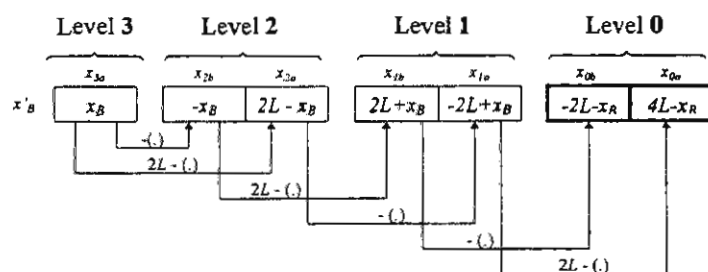 Level 3 Level 2 Level 1 Level 0
x3a x2b x2a x1b x1a x0b x0a
x'B xB -xB 2L - xB 2L+xB -2L+xB -2L-xR 4L-xR
-(.)
2L - (.)
2L - (.)
- (.)
- (.)
2L - (.)